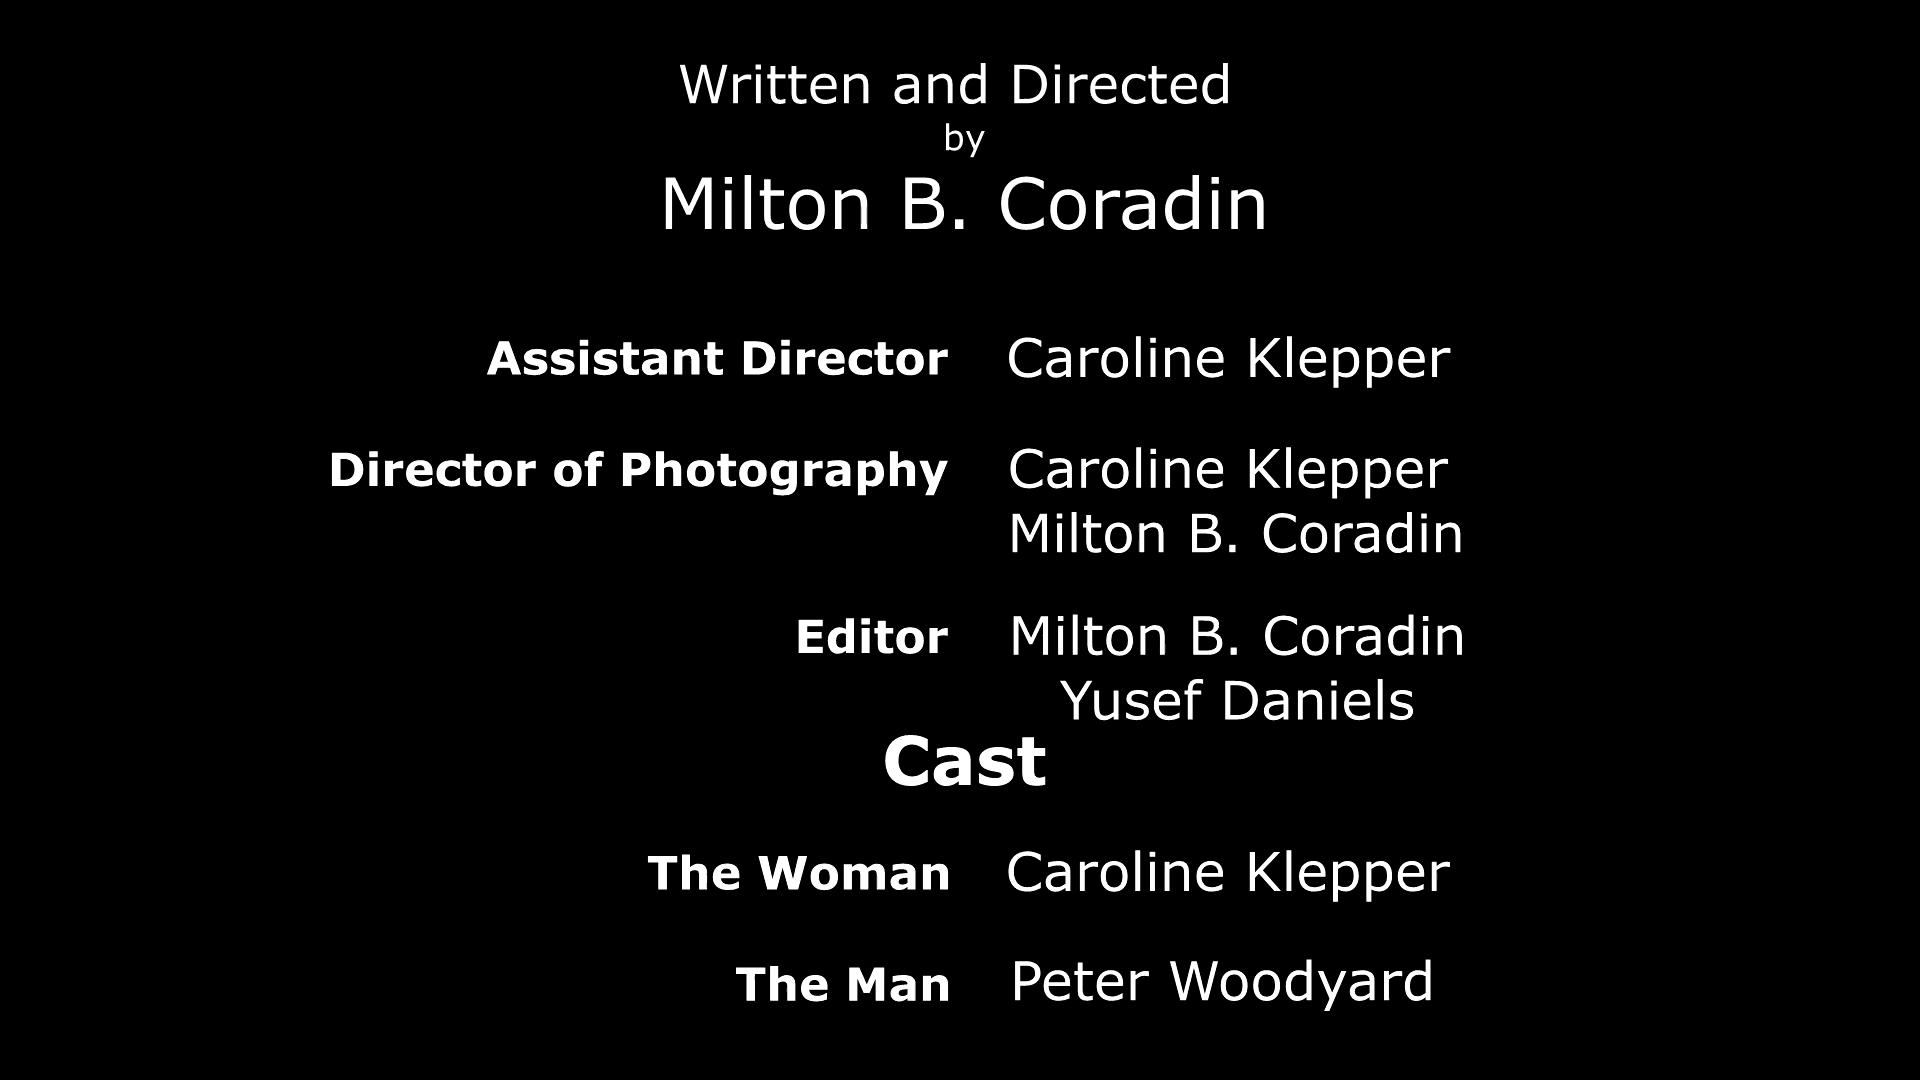 Written and Directed
by
Milton B. Coradin
Assistant Director Caroline Klepper
Director of Photography Caroline Klepper
Milton B. Coradin
Editor Milton B. Coradin
Yusef Daniels
Cast
The Woman Caroline Klepper
The Man Peter Woodyard